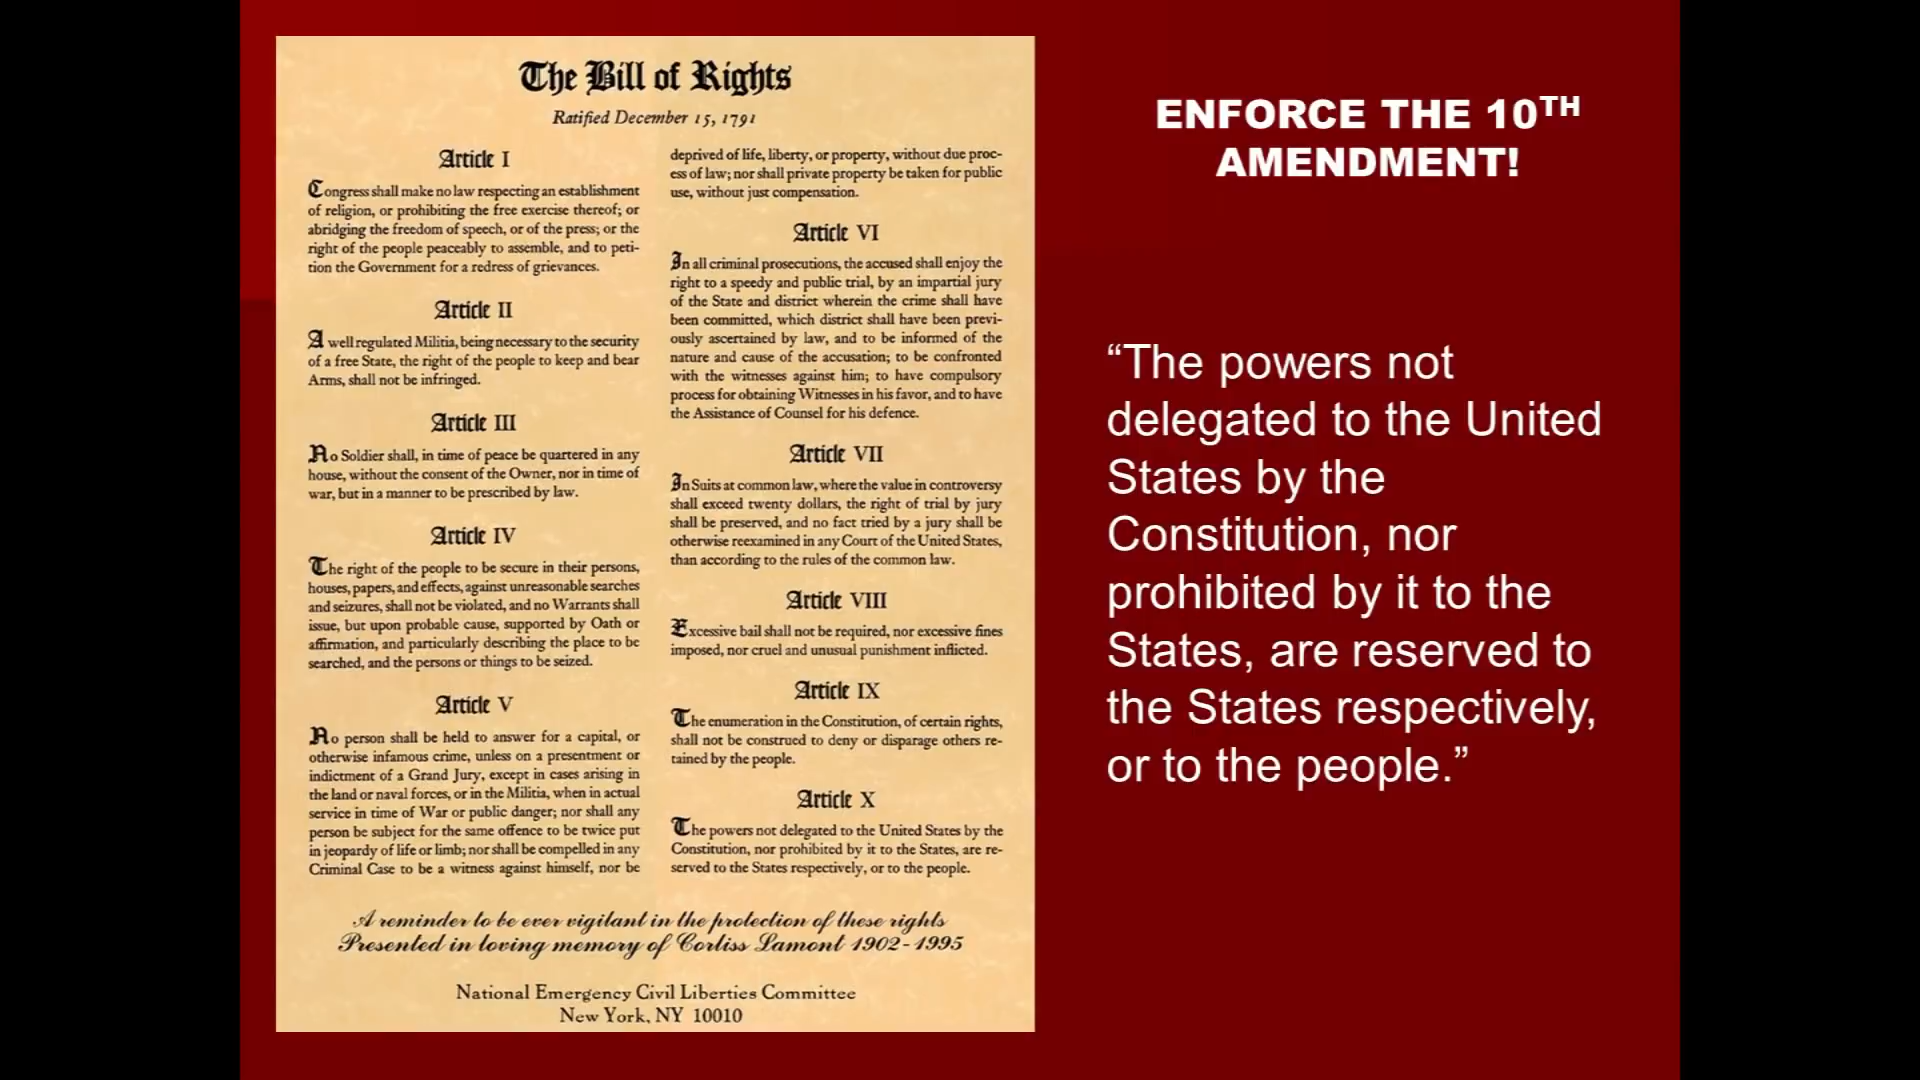 The Bill of Rights
Ratified December 15, 1791
Article I
Congress shall make no law respecting an establishment
of religion, or prohibiting the free exercise thereof; or
abridging the freedom of speech, or of the press; or the
right of the people peaceably to assemble, and to peti-
tion the Government for a redress of grievances.
Article II
A well regulated Militia, being necessary to the security
of a free State, the right of the people to keep and bear
Arms, shall not be infringed.
Article III
No Soldier shall, in time of peace be quartered in any
house, without the consent of the Owner, nor in time of
war, but in a manner to be prescribed by law.
Article IV
The right of the people to be secure in their persons,
houses, papers, and effects, against unreasonable searches
and seizures, shall not be violated, and no Warrants shall
issue, but upon probable cause, supported by Oath or
affirmation, and particularly describing the place to be
searched, and the persons or things to be seized.
Article V
No person shall be held to answer for a capital, or
otherwise infamous crime, unless on a presentment or
indictment of a Grand Jury, except in cases arising in
the land or naval forces, or in the Militia, when in actual
service in time of War or public danger; nor shall any
person be subject for the same offence to be twice put
in jeopardy of life or limb; nor shall be compelled in any
Criminal Case to be a witness against himself, nor be
deprived of life, liberty, or property, without due proc-
ess of law; nor shall private property be taken for public
use, without just compensation.
Article VI
In all criminal prosecutions, the accused shall enjoy the
right to a speedy and public trial, by an impartial jury
of the State and district wherein the crime shall have
been committed, which district shall have been previ-
ously ascertained by law, and to be informed of the
nature and cause of the accusation; to be confronted
with the witnesses against him; to have compulsory
process for obtaining Witnesses in his favor, and to have
the Assistance of Counsel for his defence.
Article VII
In Suits at common law, where the value in controversy
shall exceed twenty dollars, the right of trial by jury
shall be preserved, and no fact tried by a jury shall be
otherwise reexamined in any Court of the United States,
than according to the rules of the common law.
Article VIII
Excessive bail shall not be required, nor excessive fines
imposed, nor cruel and unusual punishment inflicted.
Article IX
The enumeration in the Constitution, of certain rights,
shall not be construed to deny or disparage others re-
tained by the people.
Article X
The powers not delegated to the United States by the
Constitution, nor prohibited by it to the States, are re-
served to the States respectively, or to the people.
A reminder to be ever vigilant in the protection of these rights
Presented in loving memory of Corliss Lamont 1902-1995
National Emergency Civil Liberties Committee
New York, NY 10010
ENFORCE THE 10TH
AMENDMENT!
“The powers not
delegated to the United
States by the
Constitution, nor
prohibited by it to the
States, are reserved to
the States respectively,
or to the people.”